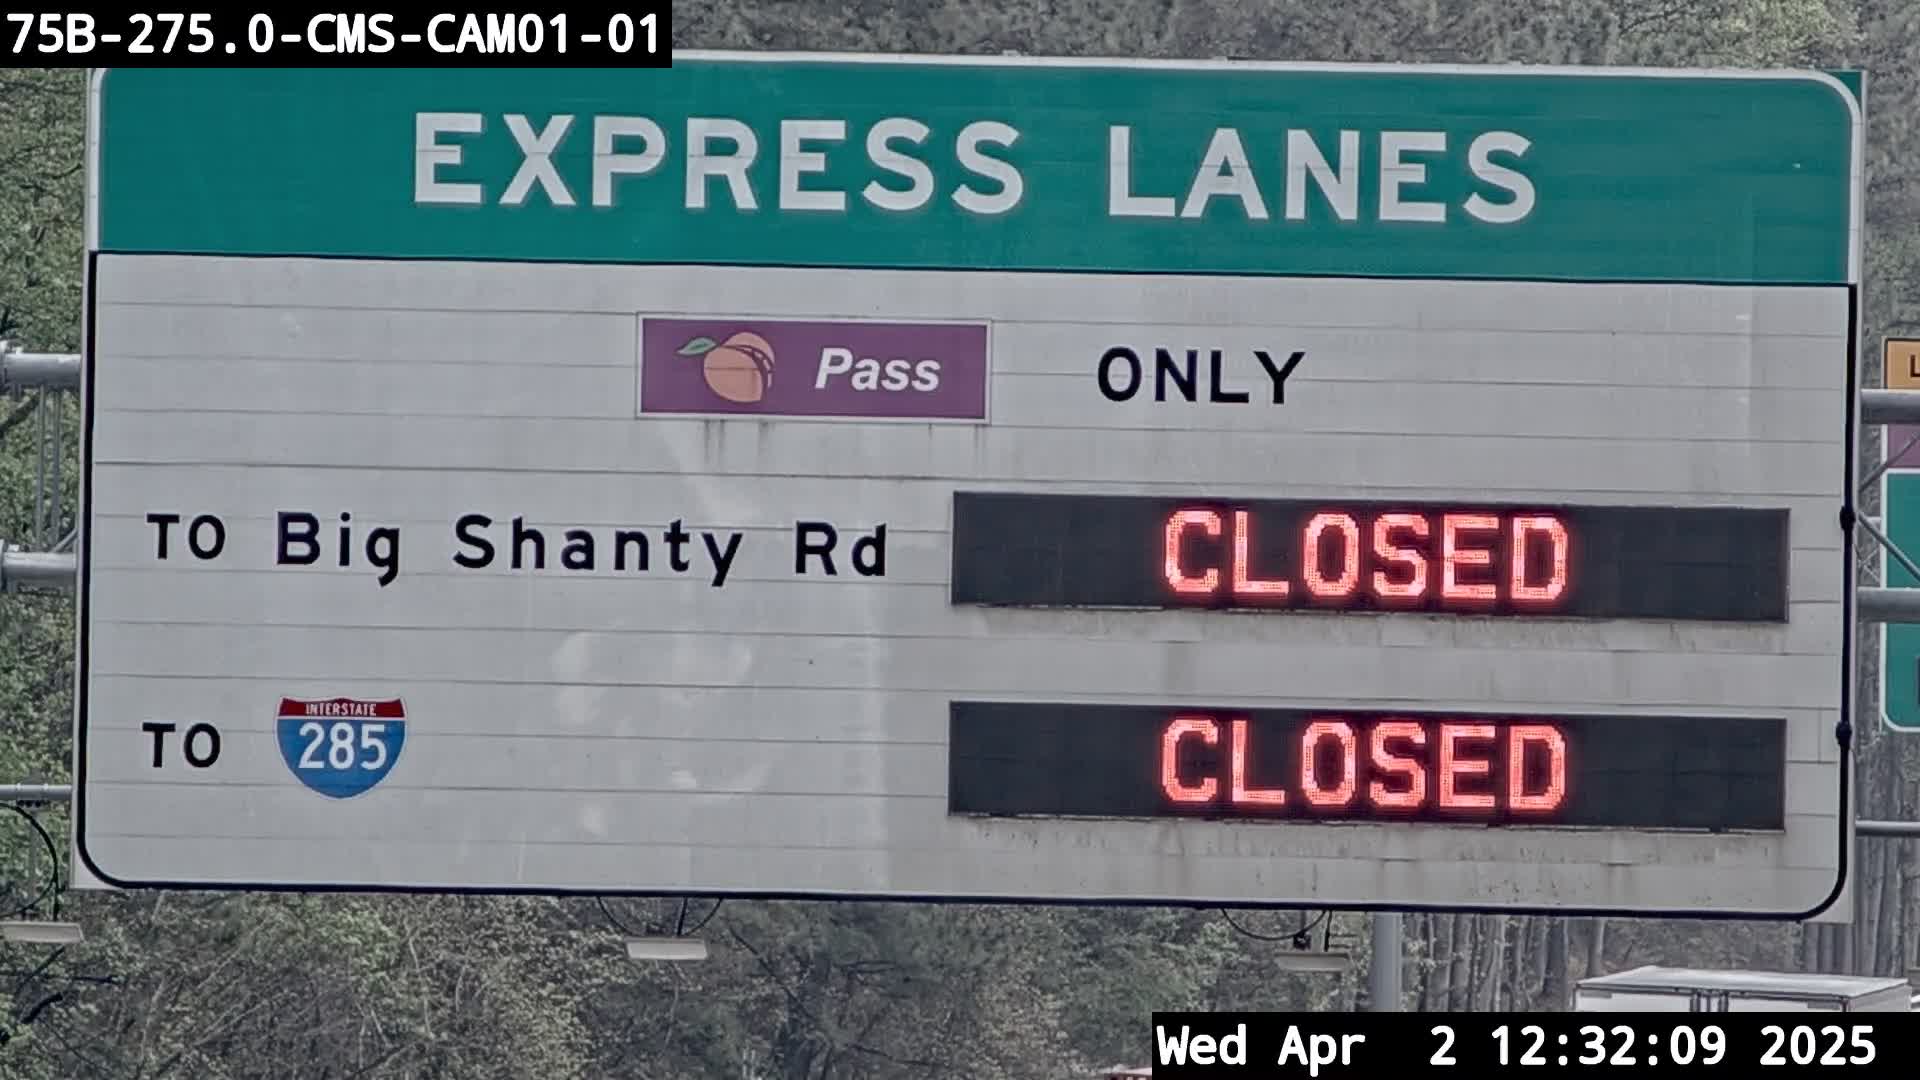 75B-275.0-CMS-CAM01-01
EXPRESS LANES
Pass ONLY
TO Big Shanty Rd CLOSED
TO INTERSTATE 285 CLOSED
Wed Apr 2 12:32:09 2025